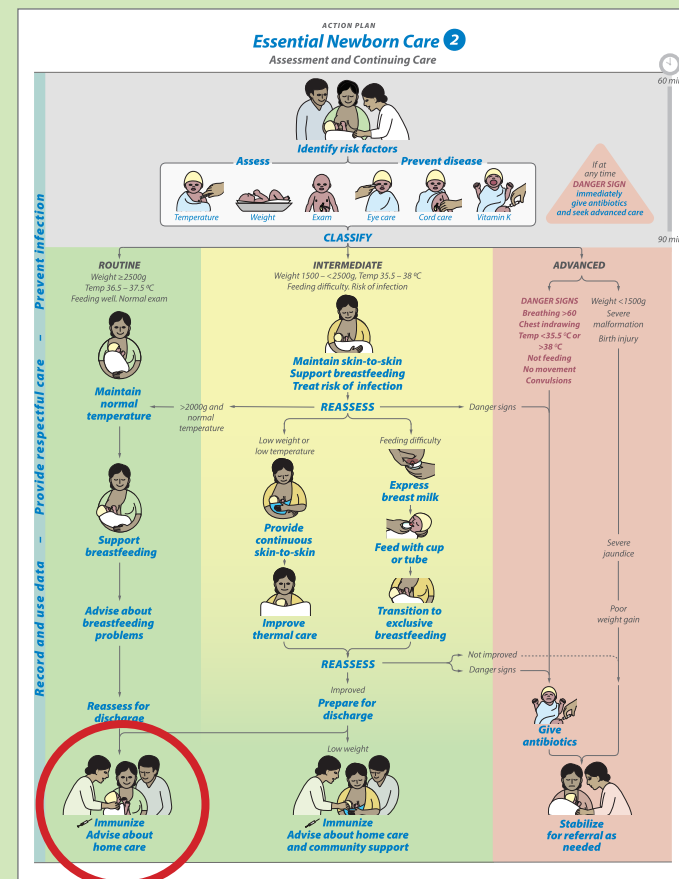 ACTION PLAN
Essential Newborn Care 2
Assessment and Continuing Care
60 min
Identify risk factors
Assess
Prevent disease
Temperature
Weight
Exam
Eye care
Cord care
Vitamin K
If at
any time
DANGER SIGN
immediately
give antibiotics
and seek advanced care
CLASSIFY
90 min
Record and use data – Provide respectful care – Prevent infection
ROUTINE
Weight ≥2500g
Temp 36.5 – 37.5 ºC
Feeding well. Normal exam
Maintain
normal
temperature
Support
breastfeeding
Advise about
breastfeeding
problems
Reassess for
discharge
Immunize
Advise about
home care
INTERMEDIATE
Weight 1500 – <2500g, Temp 35.5 – 38 ºC
Feeding difficulty. Risk of infection
Maintain skin-to-skin
Support breastfeeding
Treat risk of infection
>2000g and
normal
temperature
REASSESS
Danger signs
Low weight or
low temperature
Provide
continuous
skin-to-skin
Improve
thermal care
Feeding difficulty
Express
breast milk
Feed with cup
or tube
Transition to
exclusive
breastfeeding
REASSESS
Not improved
Danger signs
Improved
Prepare for
discharge
Low weight
Immunize
Advise about home care
and community support
ADVANCED
DANGER SIGNS
Breathing >60
Chest indrawing
Temp <35.5 ºC or
>38 ºC
Not feeding
No movement
Convulsions
Weight <1500g
Severe
malformation
Birth injury
Severe
jaundice
Poor
weight gain
Give
antibiotics
Stabilize
for referral as
needed